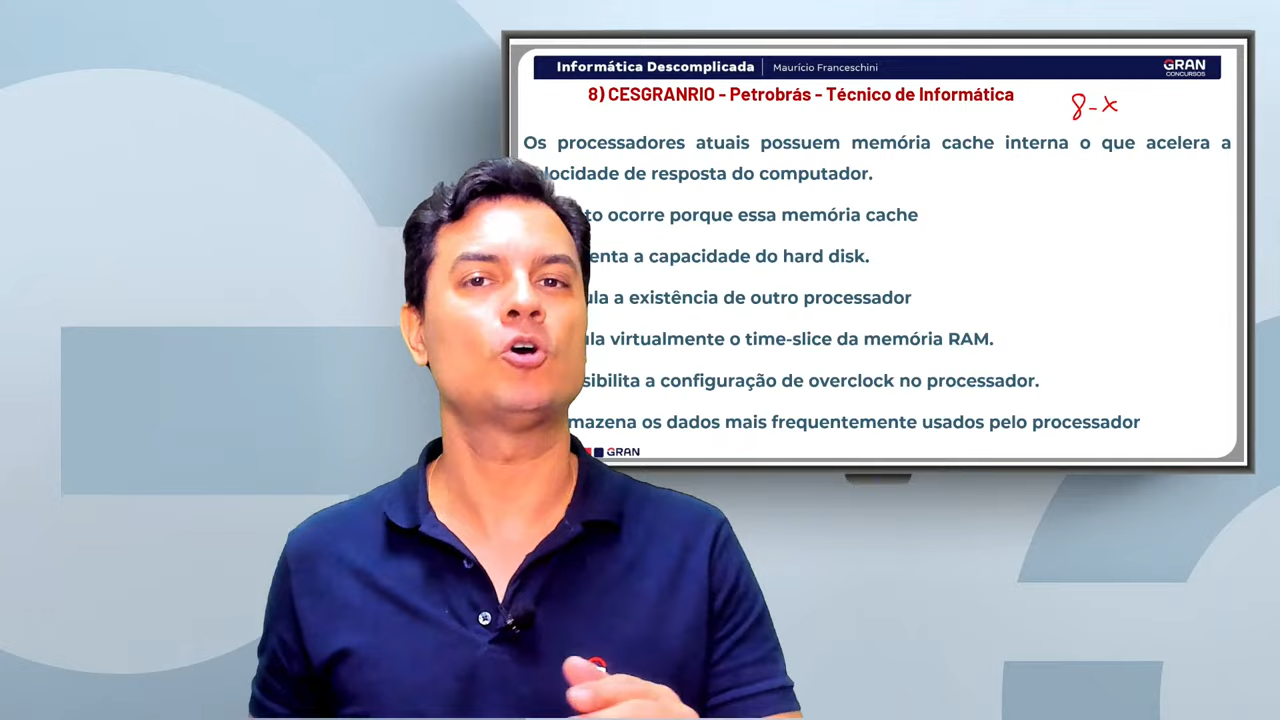 Informática Descomplicada | Maurício Franceschini
GRAN
CONCURSOS
8) CESGRANRIO - Petrobrás - Técnico de Informática
8-x
Os processadores atuais possuem memória cache interna o que acelera a
locidade de resposta do computador.
to ocorre porque essa memória cache
enta a capacidade do hard disk.
ula a existência de outro processador
ula virtualmente o time-slice da memória RAM.
sibilita a configuração de overclock no processador.
mazena os dados mais frequentemente usados pelo processador
GRAN